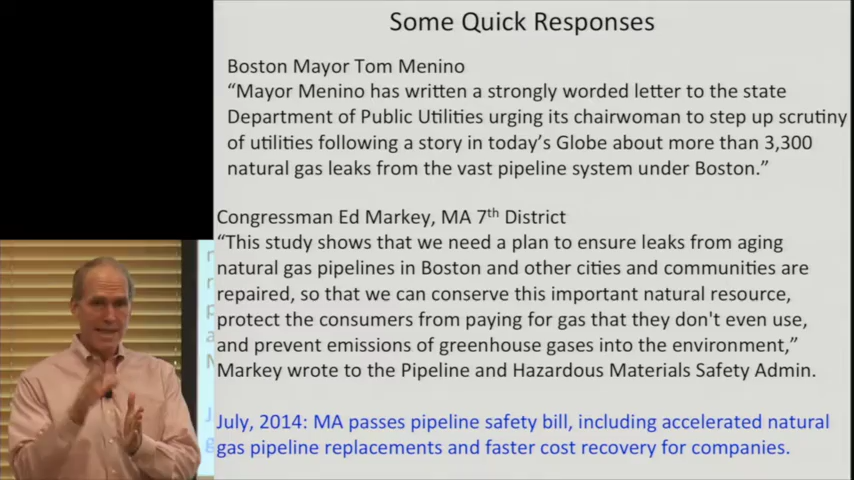 Some Quick Responses
Boston Mayor Tom Menino
“Mayor Menino has written a strongly worded letter to the state
Department of Public Utilities urging its chairwoman to step up scrutiny
of utilities following a story in today's Globe about more than 3,300
natural gas leaks from the vast pipeline system under Boston.”
Congressman Ed Markey, MA 7th District
“This study shows that we need a plan to ensure leaks from aging
natural gas pipelines in Boston and other cities and communities are
repaired, so that we can conserve this important natural resource,
protect the consumers from paying for gas that they don't even use,
and prevent emissions of greenhouse gases into the environment,”
Markey wrote to the Pipeline and Hazardous Materials Safety Admin.
July, 2014: MA passes pipeline safety bill, including accelerated natural
gas pipeline replacements and faster cost recovery for companies.